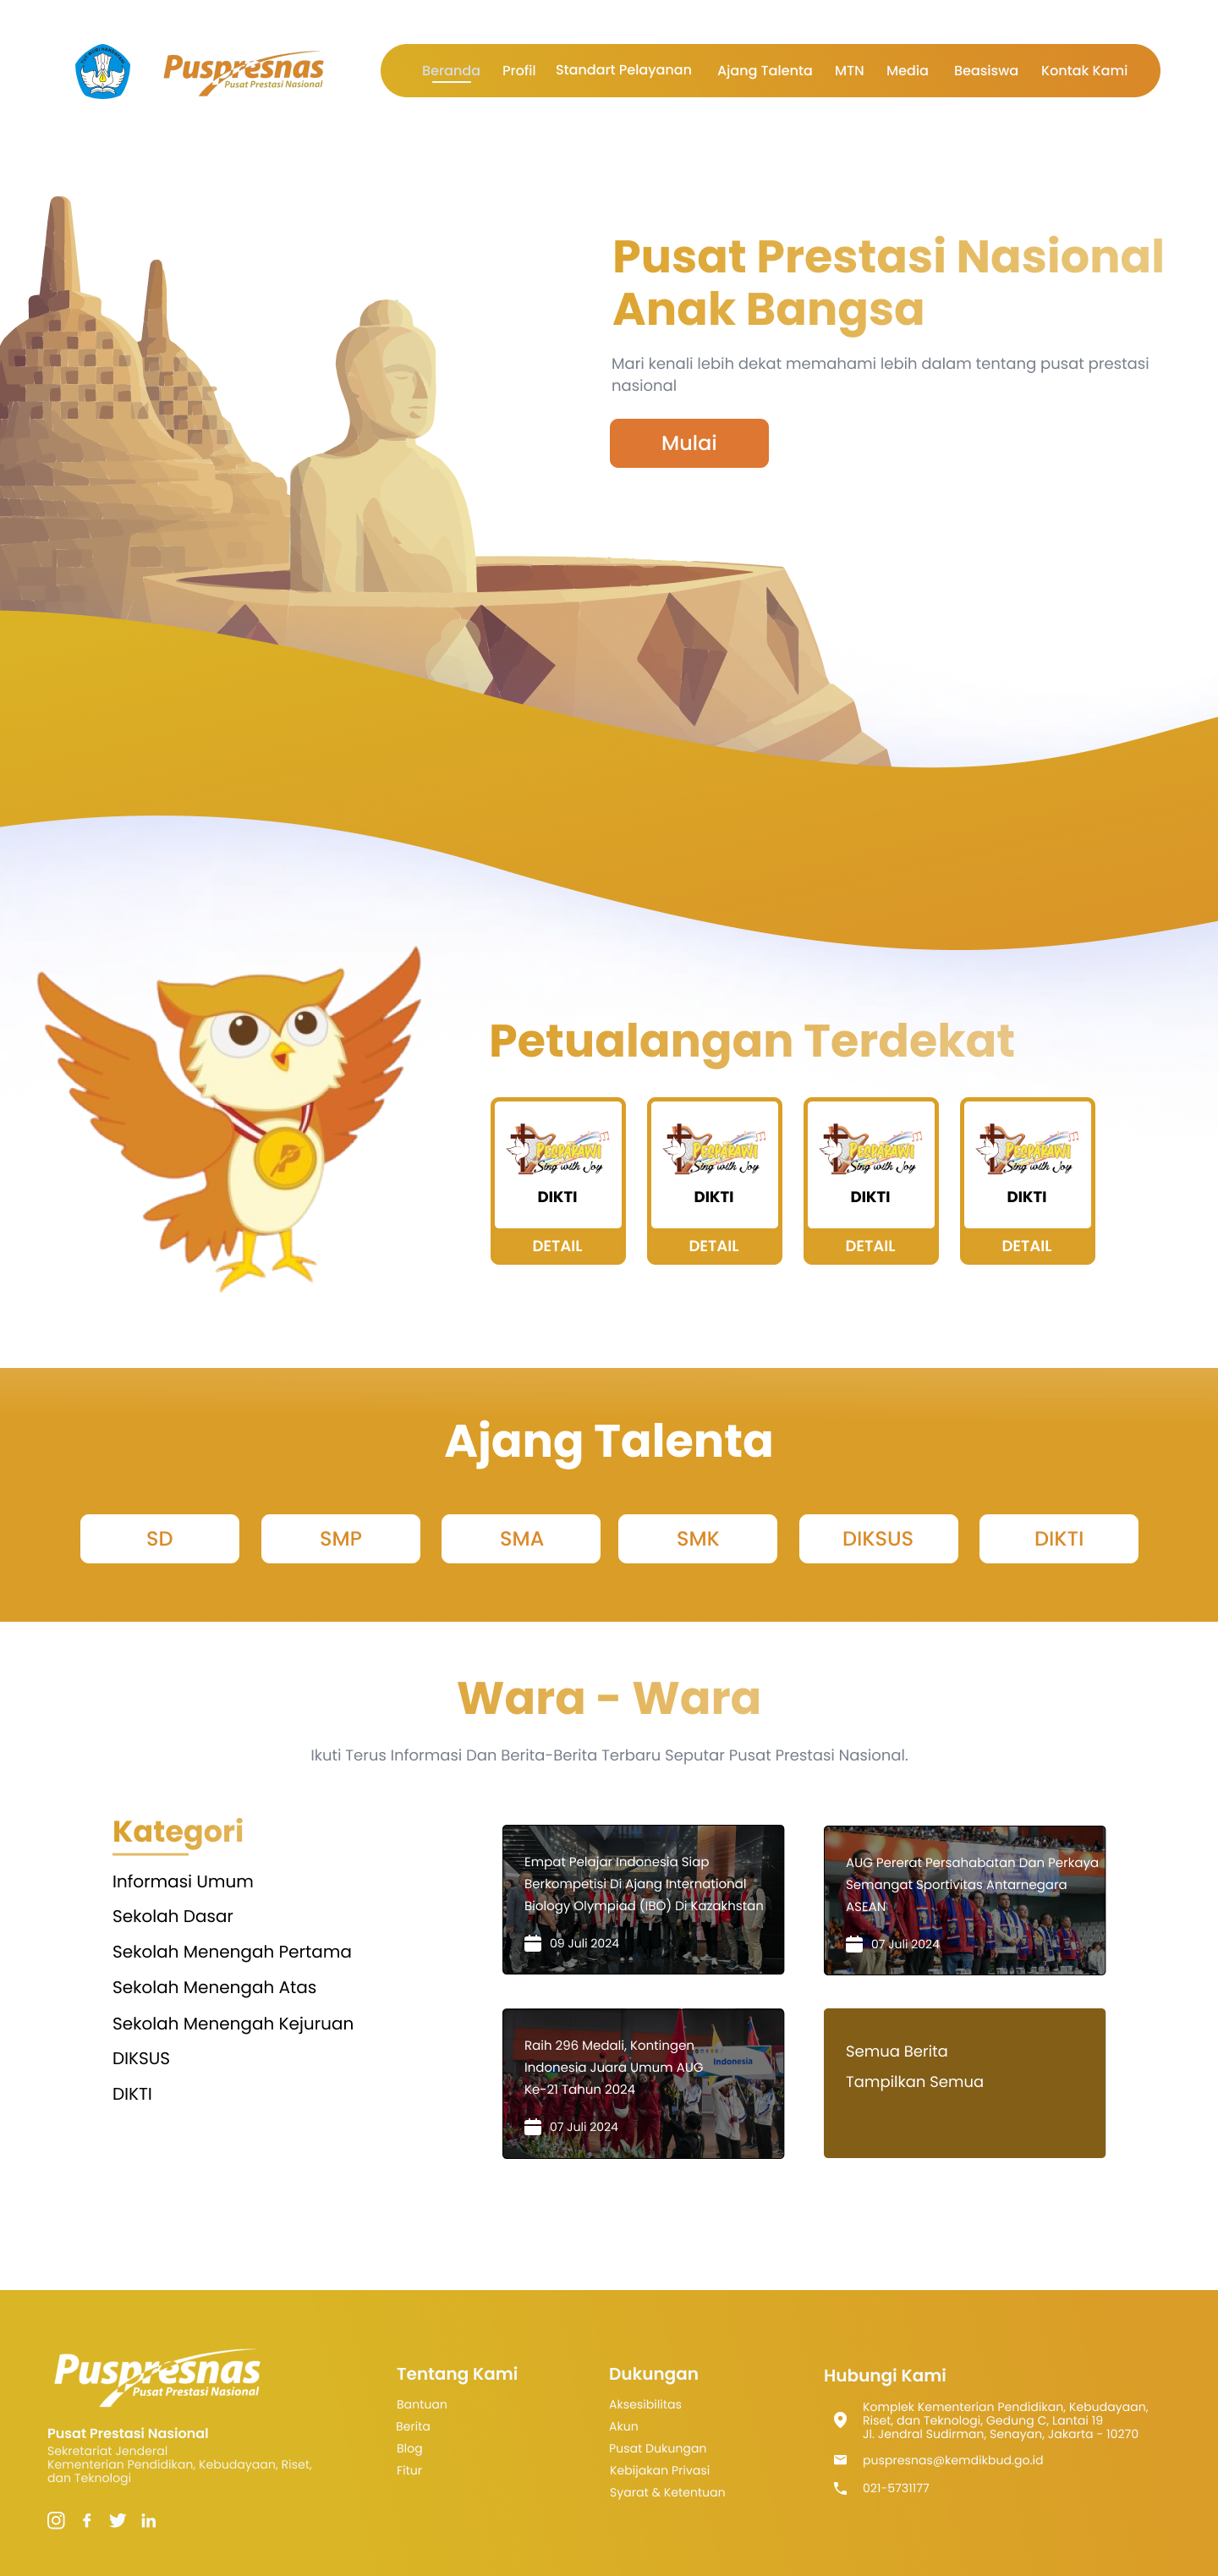 Puspresnas
Pusat Prestasi Nasional
Beranda Profil Standart Pelayanan Ajang Talenta MTN Media Beasiswa Kontak Kami
Pusat Prestasi Nasional
Anak Bangsa
Mari kenali lebih dekat memahami lebih dalam tentang pusat prestasi
nasional
Mulai
Petualangan Terdekat
PESPARAWI
Sing with Joy
DIKTI
DETAIL
PESPARAWI
Sing with Joy
DIKTI
DETAIL
PESPARAWI
Sing with Joy
DIKTI
DETAIL
PESPARAWI
Sing with Joy
DIKTI
DETAIL
Ajang Talenta
SD SMP SMA SMK DIKSUS DIKTI
Wara - Wara
Ikuti Terus Informasi Dan Berita-Berita Terbaru Seputar Pusat Prestasi Nasional.
Kategori
Informasi Umum
Sekolah Dasar
Sekolah Menengah Pertama
Sekolah Menengah Atas
Sekolah Menengah Kejuruan
DIKSUS
DIKTI
Empat Pelajar Indonesia Siap
Berkompetisi Di Ajang International
Biology Olympiad (IBO) Di Kazakhstan
09 Juli 2024
AUG Pererat Persahabatan Dan Perkaya
Semangat Sportivitas Antarnegara
ASEAN
07 Juli 2024
Raih 296 Medali, Kontingen
Indonesia Juara Umum AUG
Ke-21 Tahun 2024
07 Juli 2024
Indonesia
Semua Berita
Tampilkan Semua
Puspresnas
Pusat Prestasi Nasional
Pusat Prestasi Nasional
Sekretariat Jenderal
Kementerian Pendidikan, Kebudayaan, Riset,
dan Teknologi
Tentang Kami
Bantuan
Berita
Blog
Fitur
Dukungan
Aksesibilitas
Akun
Pusat Dukungan
Kebijakan Privasi
Syarat & Ketentuan
Hubungi Kami
Komplek Kementerian Pendidikan, Kebudayaan,
Riset, dan Teknologi, Gedung C, Lantai 19
Jl. Jendral Sudirman, Senayan, Jakarta - 10270
puspresnas@kemdikbud.go.id
021-5731177